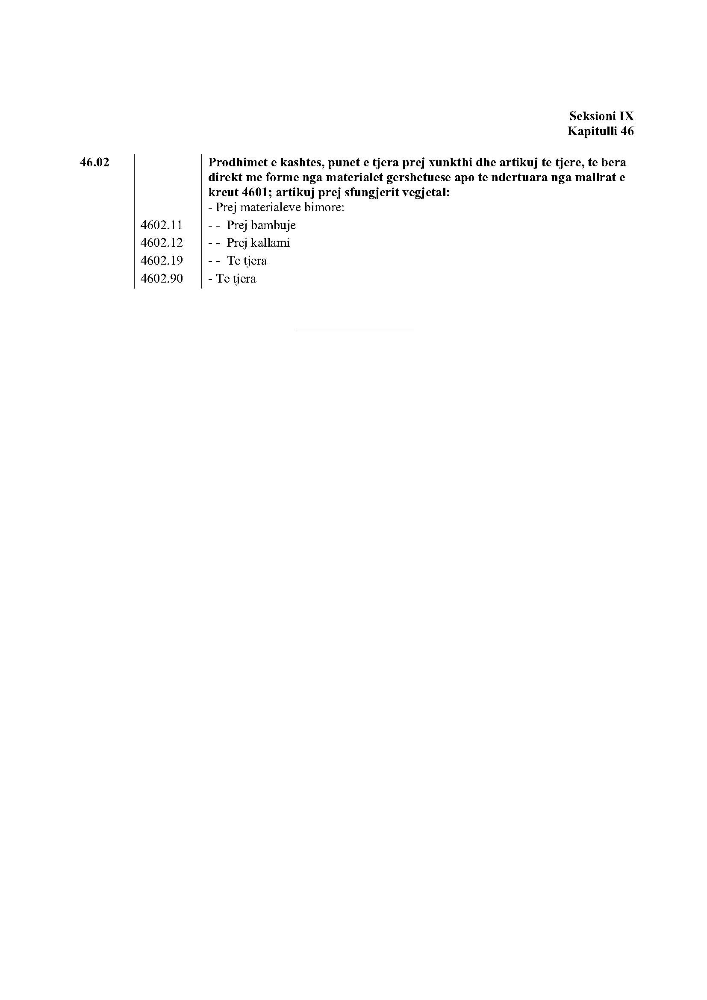 Seksioni IX
Kapitulli 46
46.02 Prodhimet e kashtes, punet e tjera prej xunkthi dhe artikuj te tjere, te bera
direkt me forme nga materialet gershetuese apo te ndertuara nga mallrat e
kreut 4601; artikuj prej sfungjerit vegjetal:
- Prej materialeve bimore:
4602.11 - - Prej bambuje
4602.12 - - Prej kallami
4602.19 - - Te tjera
4602.90 - Te tjera